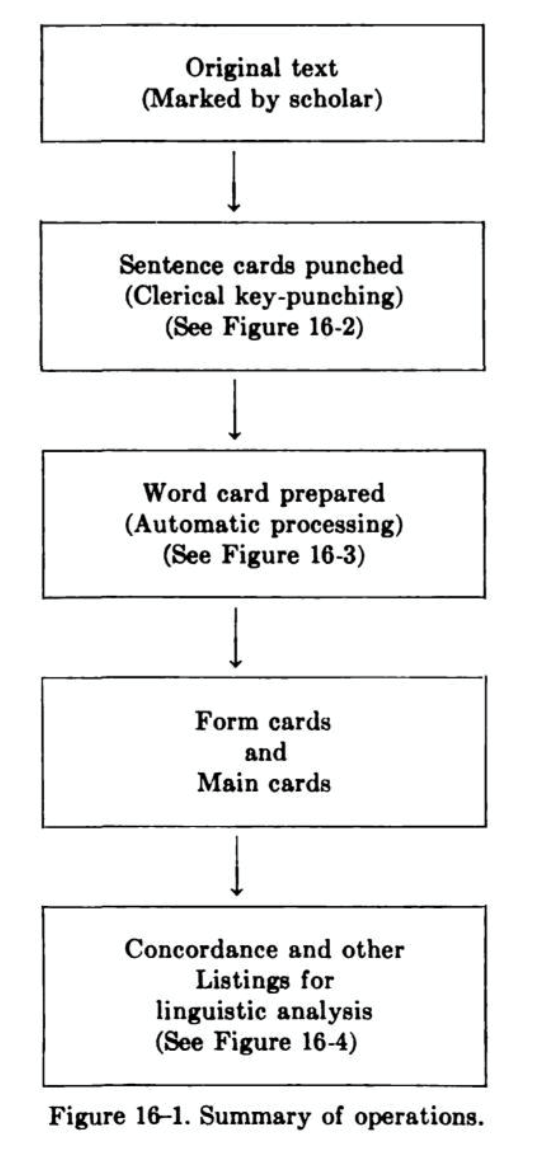 Original text
(Marked by scholar)
Sentence cards punched
(Clerical key-punching)
(See Figure 16-2)
Word card prepared
(Automatic processing)
(See Figure 16-3)
Form cards
and
Main cards
Concordance and other
Listings for
linguistic analysis
(See Figure 16-4)
Figure 16–1. Summary of operations.